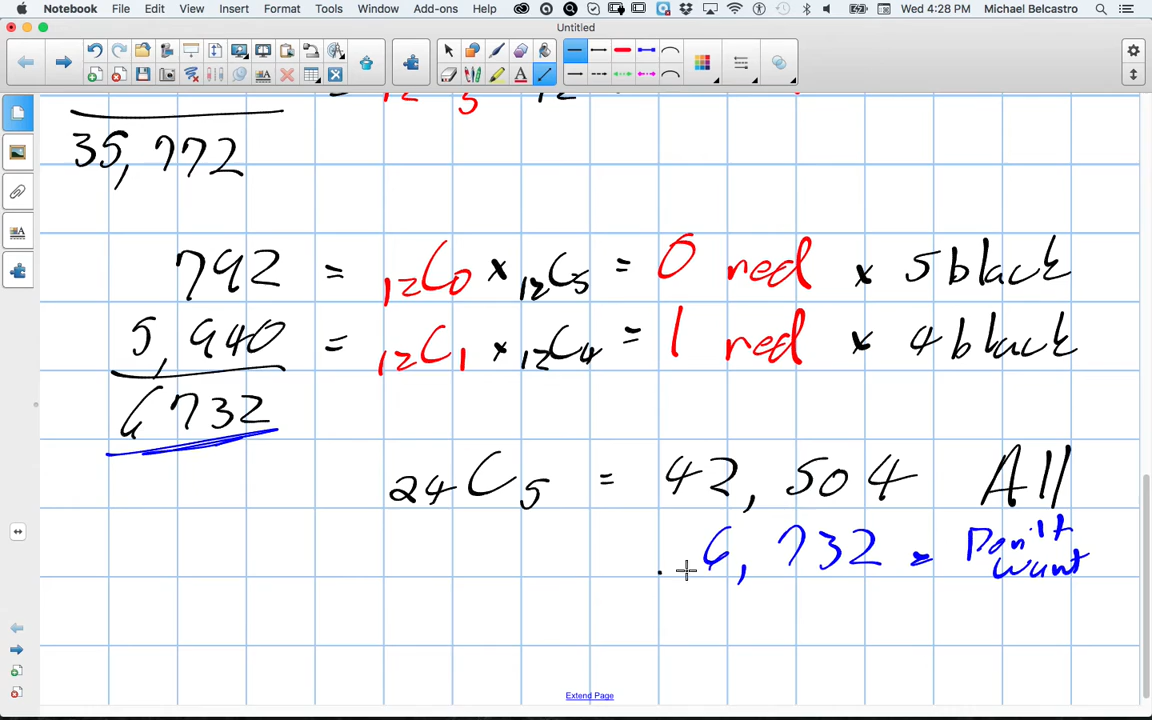 Notebook File Edit View Insert Format Tools Window Add-ons Help Wed 4:28 PM Michael Belcastro
Untitled
35,772
792 = 12C0 × 12C5 = 0 red × 5 black
5,940 = 12C1 × 12C4 = 1 red × 4 black
6732
24C5 = 42,504 All
6,732 = Don't
want
Extend Page